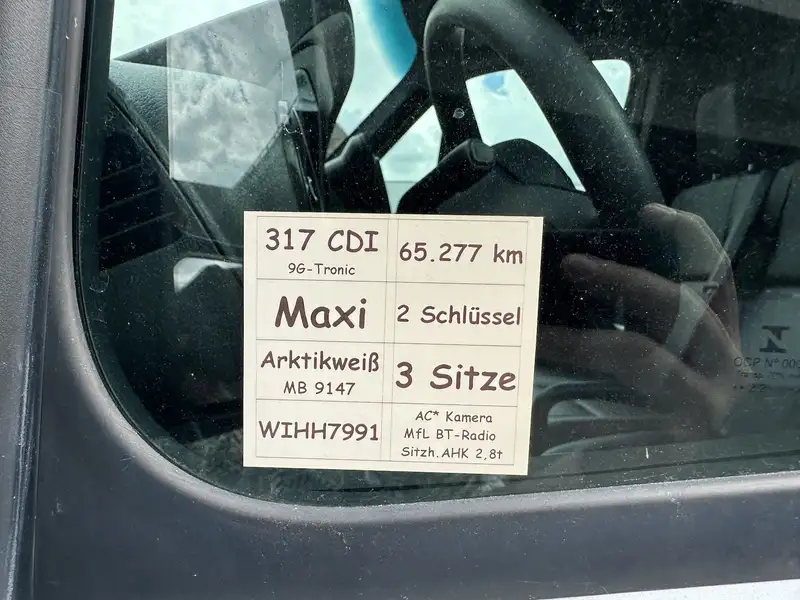 317 CDI
9G-Tronic
65.277 km
Maxi
2 Schlüssel
Arktikweiß
MB 9147
3 Sitze
WIHH7991
AC* Kamera
MfL BT-Radio
Sitzh. AHK 2,8t